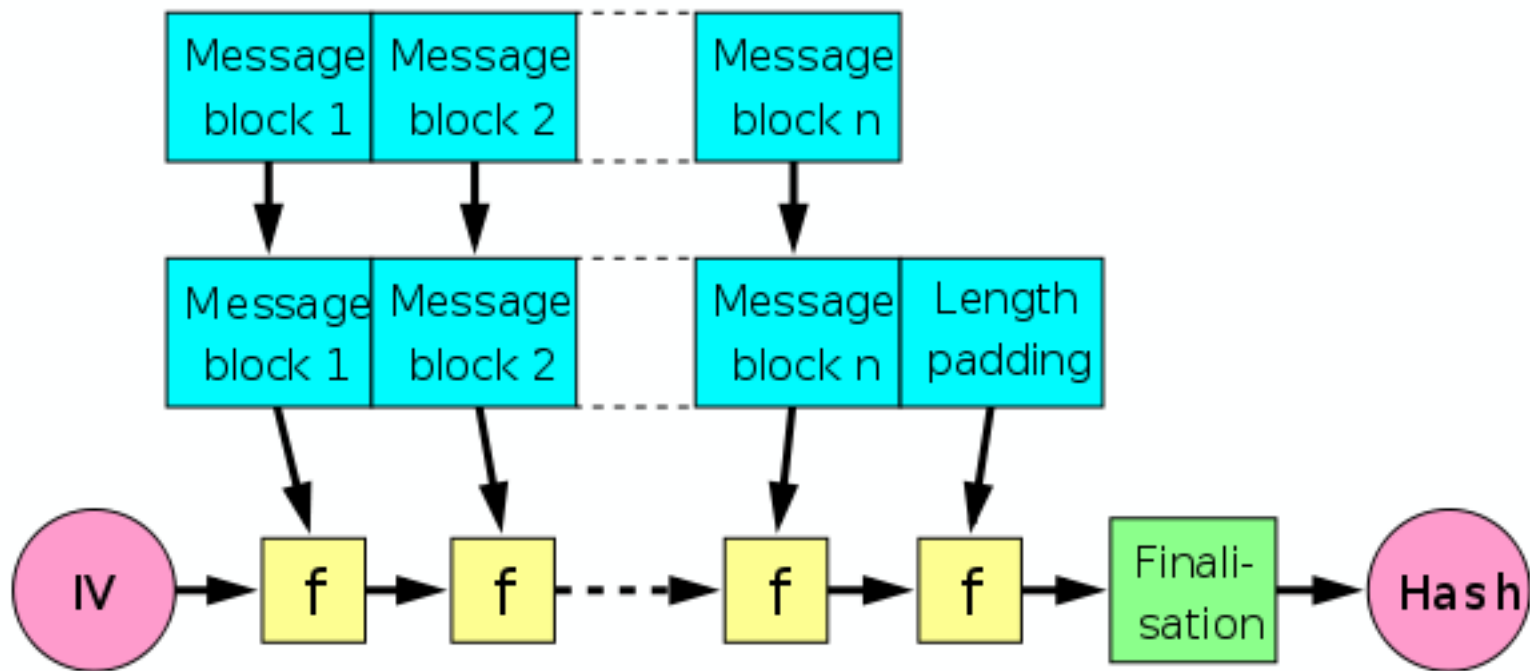 Message
block 1
Message
block 2
Message
block n
Message
block 1
Message
block 2
Message
block n
Length
padding
IV
f
f
f
f
Finali-
sation
Hash